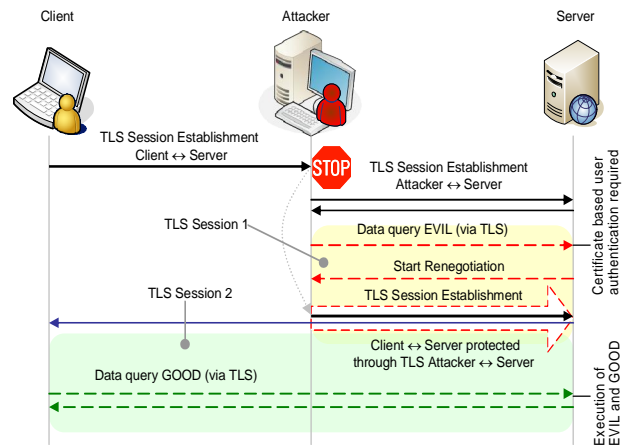 Client
Attacker
Server
TLS Session Establishment
Client ↔ Server
STOP
TLS Session Establishment
Attacker ↔ Server
TLS Session 1
Data query EVIL (via TLS)
Start Renegotiation
TLS Session Establishment
TLS Session 2
Client ↔ Server protected
through TLS Attacker ↔ Server
Data query GOOD (via TLS)
Certificate based user
authentication required
Execution of
EVIL and GOOD